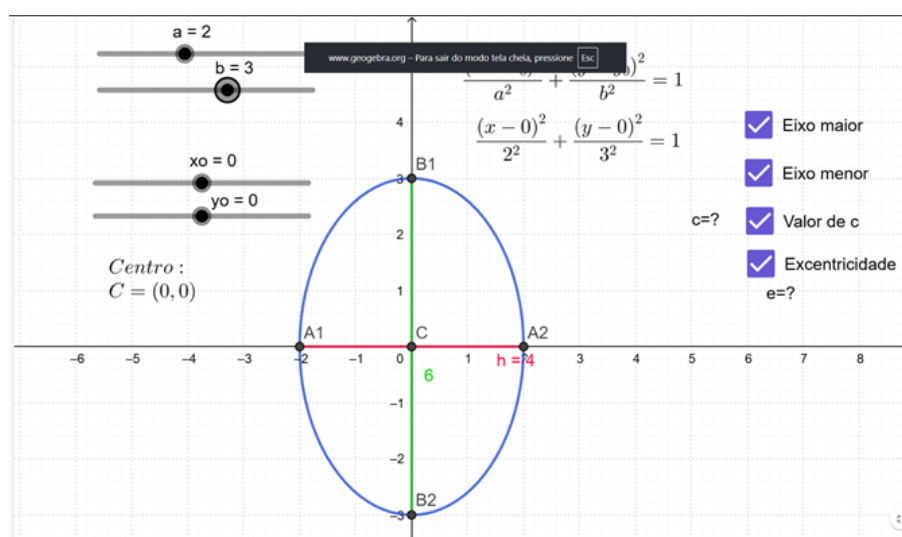 a = 2
www.geogebra.org – Para sair do modo tela cheia, pressione Esc
b = 3
a² + b² = 1
(x − 0)²/2² + (y − 0)²/3² = 1
Eixo maior
Eixo menor
xo = 0
yo = 0
c=? Valor de c
Excentricidade
e=?
Centro :
C = (0, 0)
4
B1
3
2
1
A1 C A2
−6 −5 −4 −3 −2 −1 0 1 2 3 4 5 6 7 8
h = 4
6
−1
−2
B2
−3